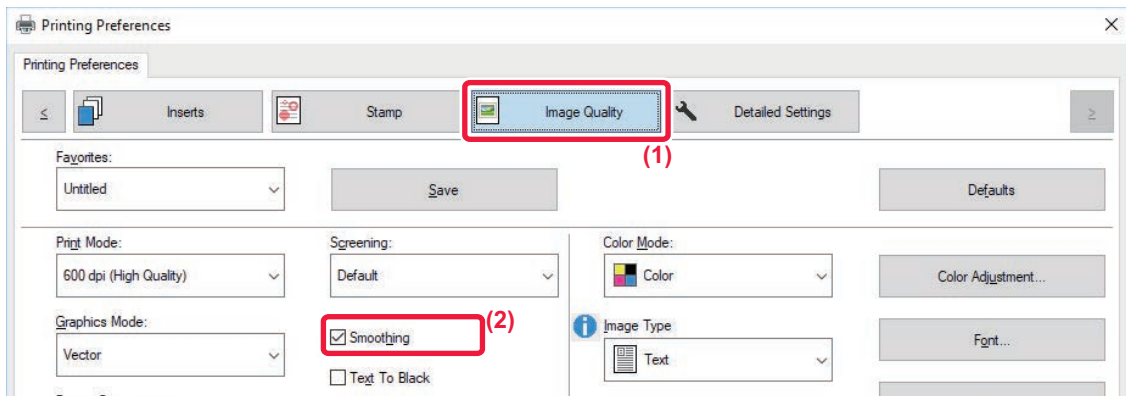 Printing Preferences
Printing Preferences
<
Inserts
Stamp
Image Quality
Detailed Settings
>
(1)
Favorites:
Untitled
Save
Defaults
Print Mode:
Screening:
Color Mode:
600 dpi (High Quality)
Default
Color
Color Adjustment...
Graphics Mode:
(2)
Smoothing
Image Type
Font...
Vector
Text
Text To Black